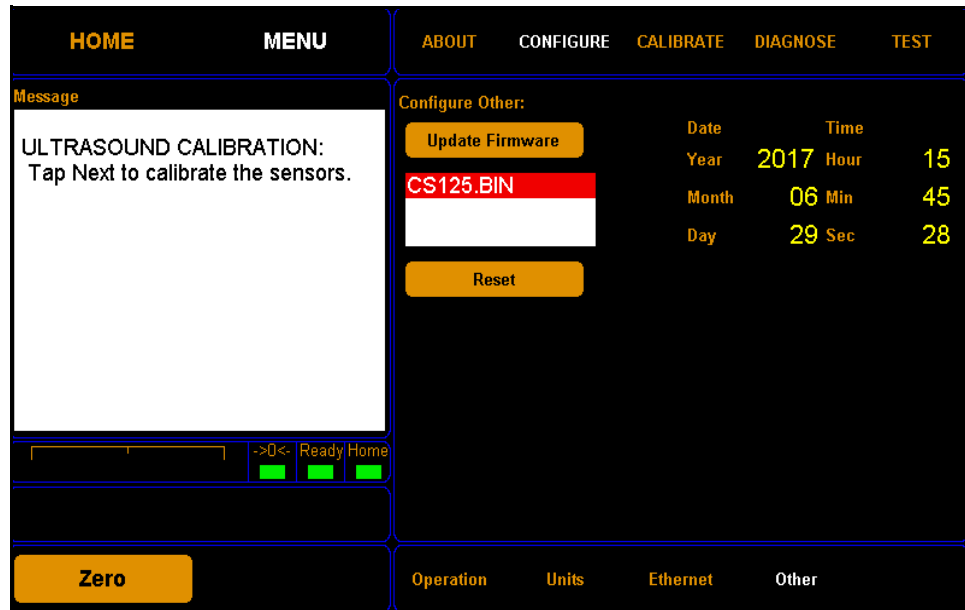 HOME MENU
ABOUT CONFIGURE CALIBRATE DIAGNOSE TEST
Message
ULTRASOUND CALIBRATION:
Tap Next to calibrate the sensors.
->0<- Ready Home
Zero
Configure Other:
Update Firmware
CS125.BIN
Reset
Date Time
Year 2017 Hour 15
Month 06 Min 45
Day 29 Sec 28
Operation Units Ethernet Other